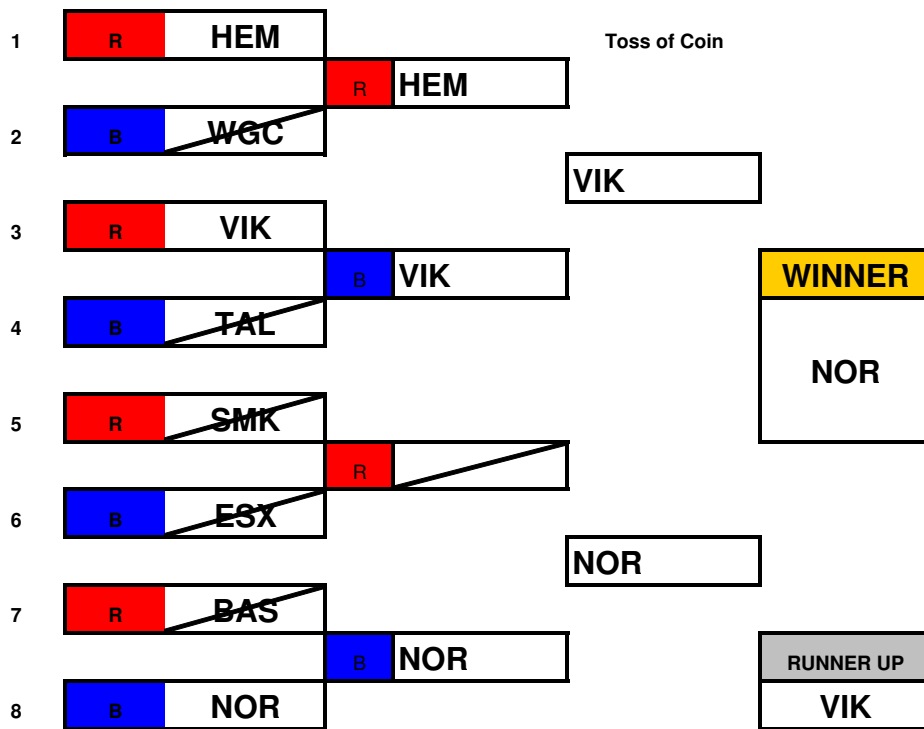 1 R HEM Toss of Coin
R HEM
2 B WGC
VIK
3 R VIK
B VIK WINNER
4 B TAL
NOR
5 R SMK
R
6 B ESX
NOR
7 R BAS
B NOR RUNNER UP
8 B NOR VIK